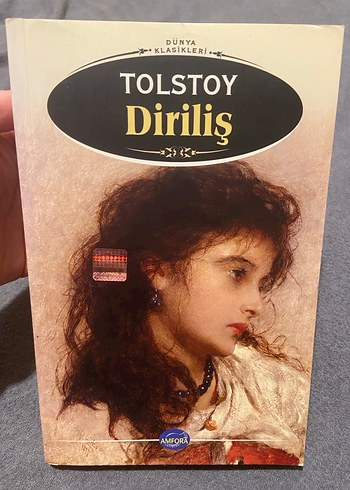 DÜNYA
KLASİKLERİ
TOLSTOY
Diriliş
AMFORA